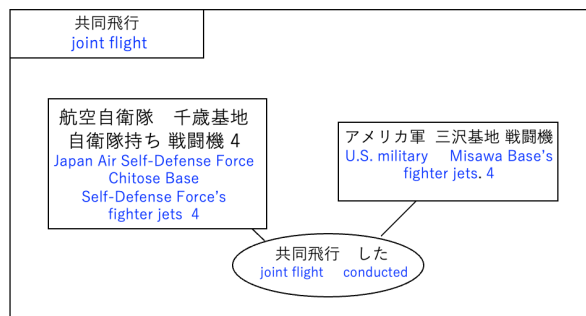 共同飛行
joint flight
航空自衛隊　千歳基地
自衛隊持ち 戦闘機 4
Japan Air Self-Defense Force
Chitose Base
Self-Defense Force's
fighter jets 4
アメリカ軍 三沢基地 戦闘機
U.S. military Misawa Base's
fighter jets. 4
共同飛行　した
joint flight conducted